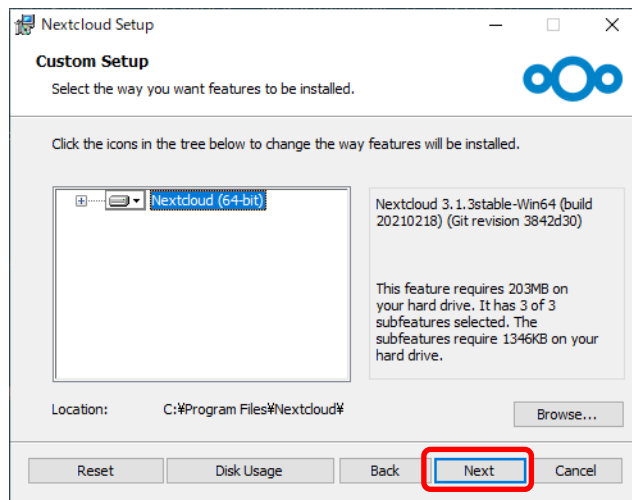 Nextcloud Setup
Custom Setup
Select the way you want features to be installed.
Click the icons in the tree below to change the way features will be installed.
Nextcloud (64-bit)
Nextcloud 3.1.3stable-Win64 (build
20210218) (Git revision 3842d30)
This feature requires 203MB on
your hard drive. It has 3 of 3
subfeatures selected. The
subfeatures require 1346KB on your
hard drive.
Location: C:¥Program Files¥Nextcloud¥
Browse...
Reset Disk Usage Back Next Cancel